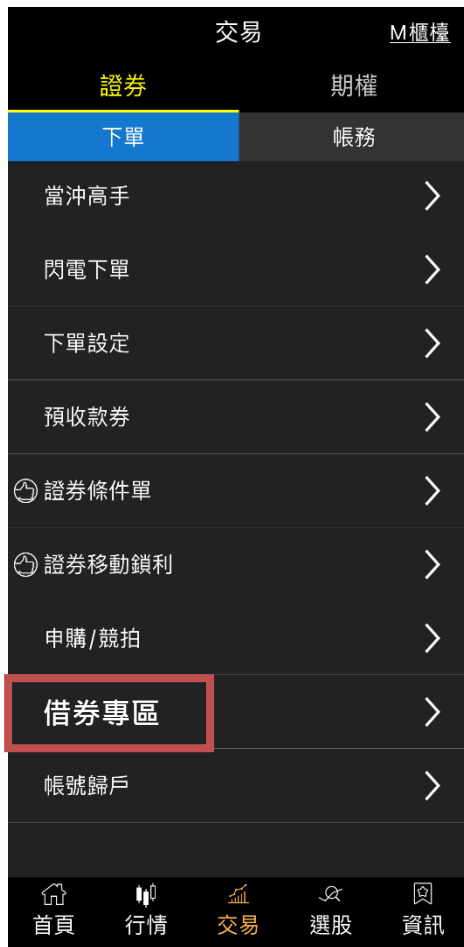 交易 M櫃檯
證券 期權
下單 帳務
當沖高手
閃電下單
下單設定
預收款券
證券條件單
證券移動鎖利
申購/競拍
借券專區
帳號歸戶
首頁 行情 交易 選股 資訊